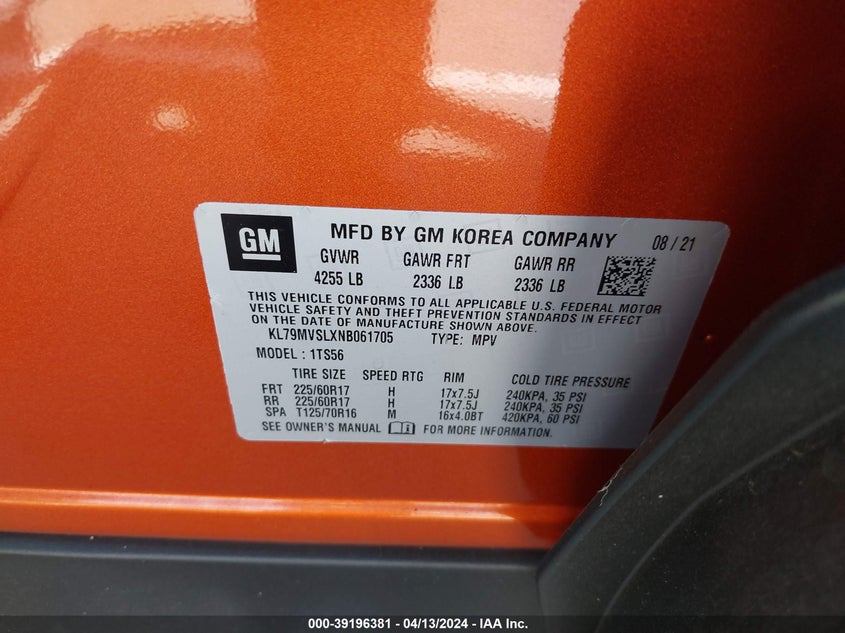 GM
MFD BY GM KOREA COMPANY 08 / 21
GVWR GAWR FRT GAWR RR
4255 LB 2336 LB 2336 LB
THIS VEHICLE CONFORMS TO ALL APPLICABLE U.S. FEDERAL MOTOR
VEHICLE SAFETY AND THEFT PREVENTION STANDARDS IN EFFECT
ON THE DATE OF MANUFACTURE SHOWN ABOVE.
KL79MVSLXNB061705 TYPE: MPV
MODEL : 1TS56
TIRE SIZE SPEED RTG RIM COLD TIRE PRESSURE
FRT 225/60R17 H 17x7.5J 240KPA, 35 PSI
RR 225/60R17 H 17x7.5J 240KPA, 35 PSI
SPA T125/70R16 M 16x4.0BT 420KPA, 60 PSI
SEE OWNER'S MANUAL FOR MORE INFORMATION.
000-39196381 - 04/13/2024 - IAA Inc.